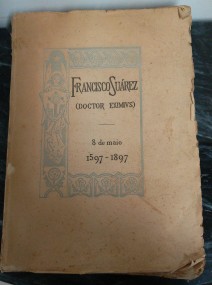 FRANCISCO SUÁREZ
(DOCTOR EXIMIVS)
8 de maio
1597-1897